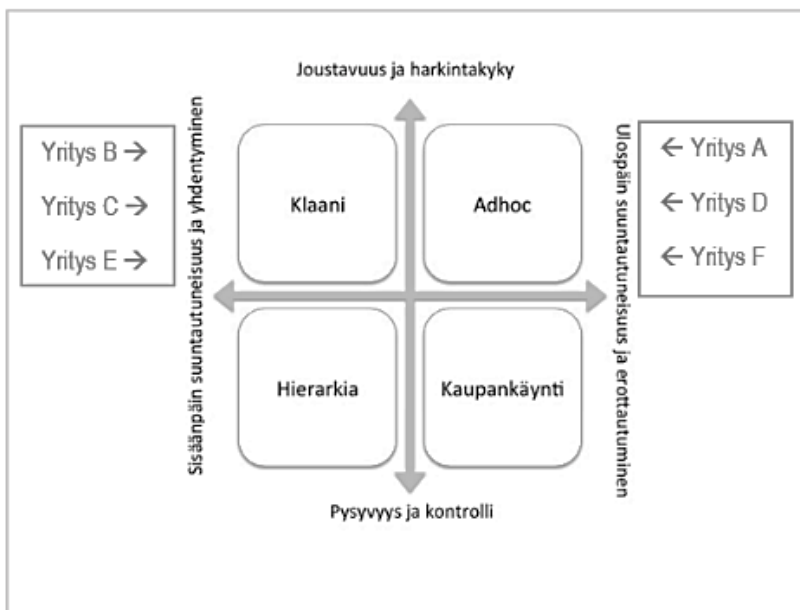 Joustavuus ja harkintakyky
Sisäänpäin suuntautuneisuus ja yhdentyminen
Yritys B →
Yritys C →
Yritys E →
Klaani
Adhoc
Hierarkia
Kaupankäynti
Ulospäin suuntautuneisuus ja erottautuminen
← Yritys A
← Yritys D
← Yritys F
Pysyvyys ja kontrolli